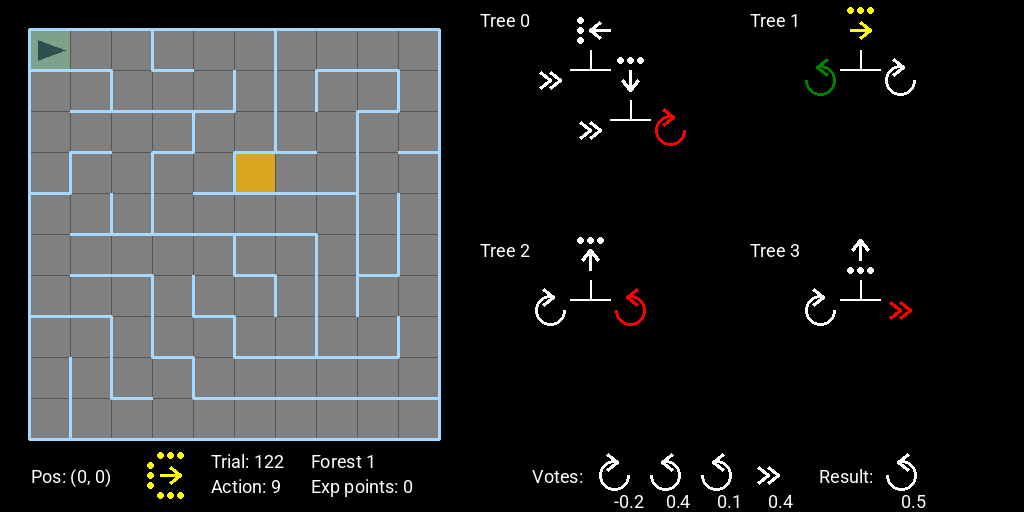 Tree 0
Tree 1
Tree 2
Tree 3
Pos: (0, 0)
Trial: 122
Forest 1
Action: 9
Exp points: 0
Votes:
-0.2
0.4
0.1
0.4
Result:
0.5